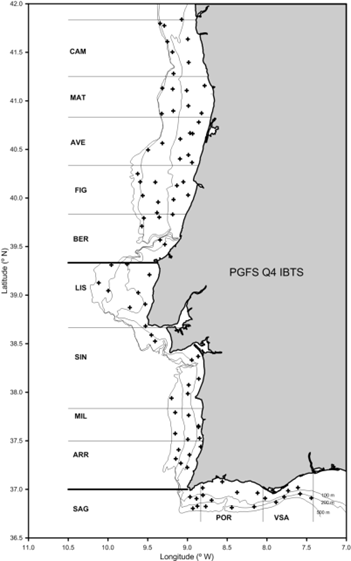 42.0
CAM
41.5
MAT
41.0
AVE
40.5
FIG
40.0
BER
39.5
PGFS Q4 IBTS
LIS
39.0
Latitude (º N)
38.5
SIN
38.0
MIL
37.5
ARR
37.0
100 m
200 m
500 m
SAG
POR
VSA
36.5
11.0
10.5
10.0
9.5
9.0
8.5
8.0
7.5
7.0
Longitude (º W)